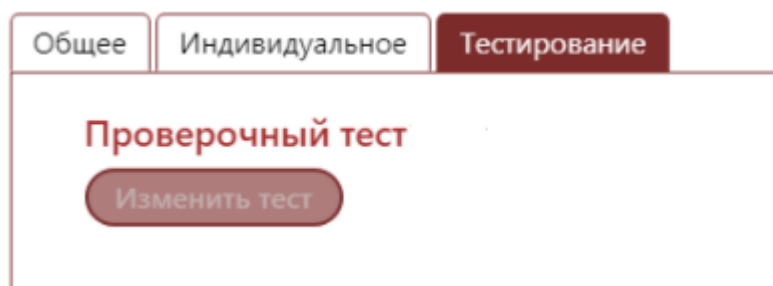 Общее Индивидуальное Тестирование
Проверочный тест
Изменить тест